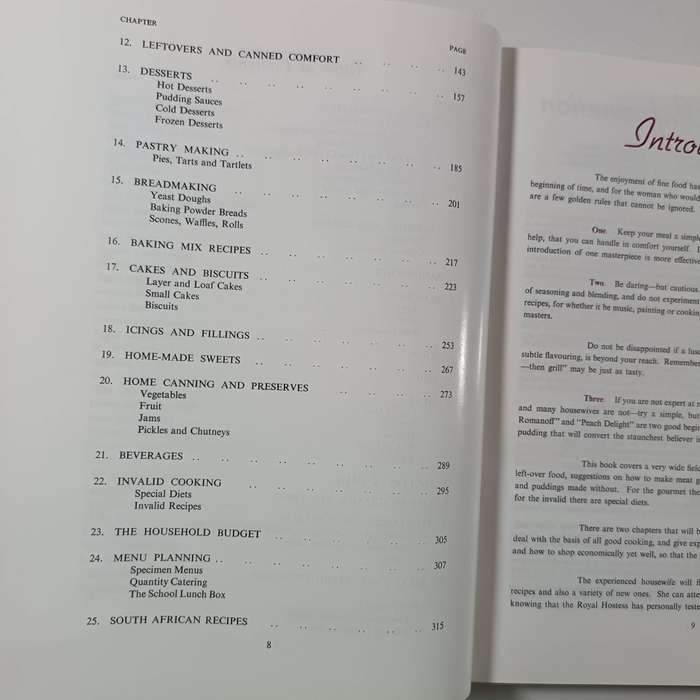 CHAPTER
PAGE
12. LEFTOVERS AND CANNED COMFORT .. .. .. .. 143
13. DESSERTS .. .. .. .. .. .. .. .. 157
Hot Desserts
Pudding Sauces
Cold Desserts
Frozen Desserts
14. PASTRY MAKING .. .. .. .. .. .. .. .. 185
Pies, Tarts and Tartlets
15. BREADMAKING .. .. .. .. .. .. .. .. 201
Yeast Doughs
Baking Powder Breads
Scones, Waffles, Rolls
16. BAKING MIX RECIPES .. .. .. .. .. .. .. 217
17. CAKES AND BISCUITS .. .. .. .. .. .. .. 223
Layer and Loaf Cakes
Small Cakes
Biscuits
18. ICINGS AND FILLINGS .. .. .. .. .. .. .. 253
19. HOME-MADE SWEETS .. .. .. .. .. .. .. 267
20. HOME CANNING AND PRESERVES .. .. .. .. .. 273
Vegetables
Fruit
Jams
Pickles and Chutneys
21. BEVERAGES .. .. .. .. .. .. .. .. .. 289
22. INVALID COOKING .. .. .. .. .. .. .. .. 295
Special Diets
Invalid Recipes
23. THE HOUSEHOLD BUDGET .. .. .. .. .. .. 305
24. MENU PLANNING .. .. .. .. .. .. .. .. 307
Specimen Menus
Quantity Catering
The School Lunch Box
25. SOUTH AFRICAN RECIPES .. .. .. .. .. .. 315
8
The enjoyment of fine food has
beginning of time, and for the woman who would
are a few golden rules that cannot be ignored.
One. Keep your meal a simple
help, that you can handle in comfort yourself.
introduction of one masterpiece is more effective
Two. Be daring—but cautious.
of seasoning and blending, and do not experiment
recipes, for whether it be music, painting or cooking
masters.
Do not be disappointed if a
subtle flavouring, is beyond your reach. Remember
—then grill" may be just as tasty.
Three. If you are not expert at
and many housewives are not—try a simple, but
Romanoff" and "Peach Delight" are two good
pudding that will convert the staunchest believer
This book covers a very wide field
left-over food, suggestions on how to make meat
and puddings made without. For the gourmet the
for the invalid there are special diets.
There are two chapters that will
deal with the basis of all good cooking, and give
and how to shop economically yet well, so that the
The experienced housewife will
recipes and also a variety of new ones. She can
knowing that the Royal Hostess has personally
9